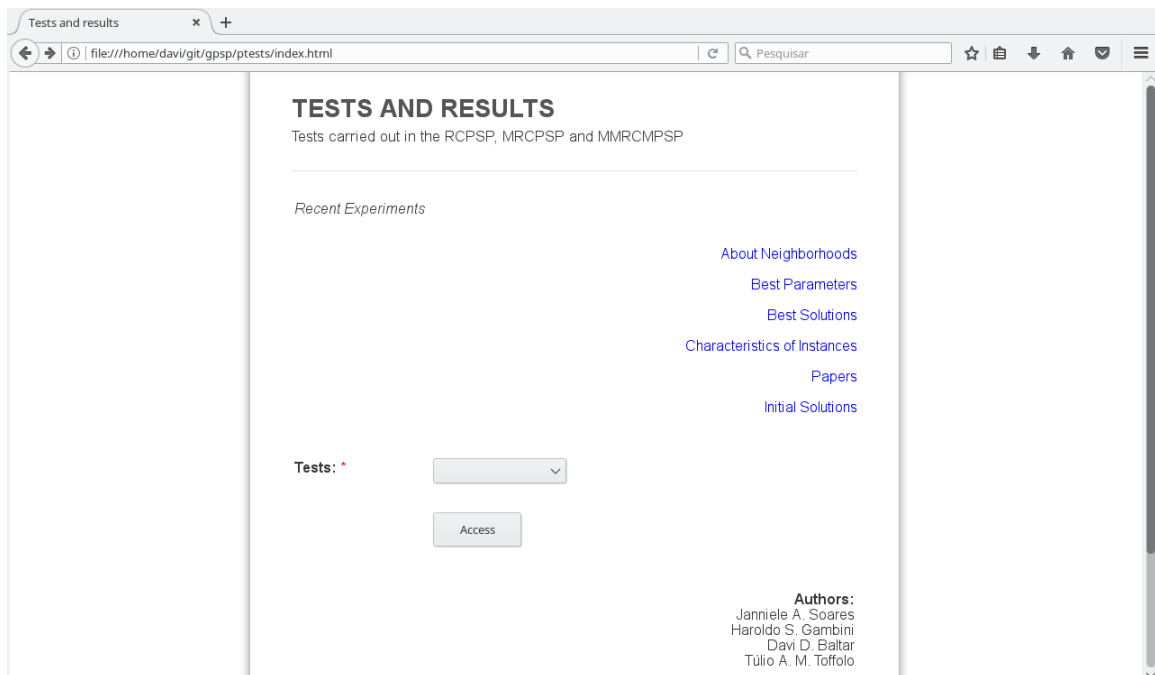 Tests and results
file:///home/davi/git/gpsp/ptests/index.html
Pesquisar
TESTS AND RESULTS
Tests carried out in the RCPSP, MRCPSP and MMRCMPSP
Recent Experiments
About Neighborhoods
Best Parameters
Best Solutions
Characteristics of Instances
Papers
Initial Solutions
Tests: *
Access
Authors:
Janniele A. Soares
Haroldo S. Gambini
Davi D. Baltar
Túlio A. M. Toffolo